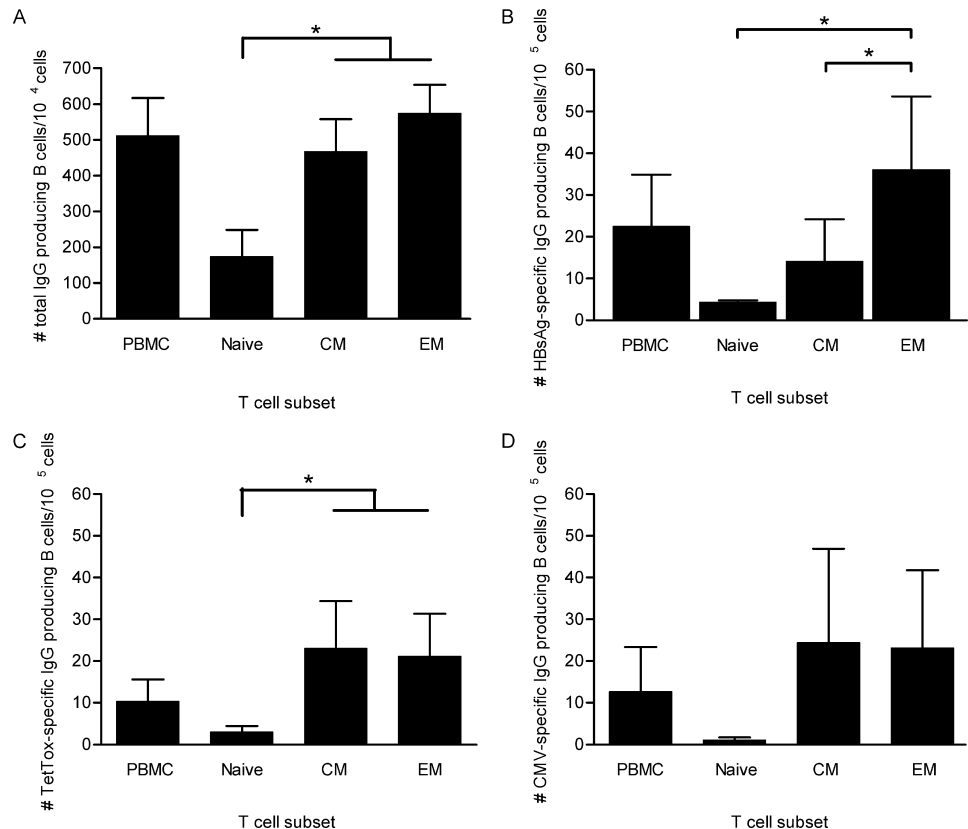 A
# total IgG producing B cells/10 4 cells
*
700
600
500
400
300
200
100
0
PBMC Naive CM EM
T cell subset
B
# HBsAg-specific IgG producing B cells/10 5 cells
*
*
60
50
40
30
20
10
0
PBMC Naive CM EM
T cell subset
C
# TetTox-specific IgG producing B cells/10 5 cells
*
60
50
40
30
20
10
0
PBMC Naive CM EM
T cell subset
D
# CMV-specific IgG producing B cells/10 5 cells
60
50
40
30
20
10
0
PBMC Naive CM EM
T cell subset